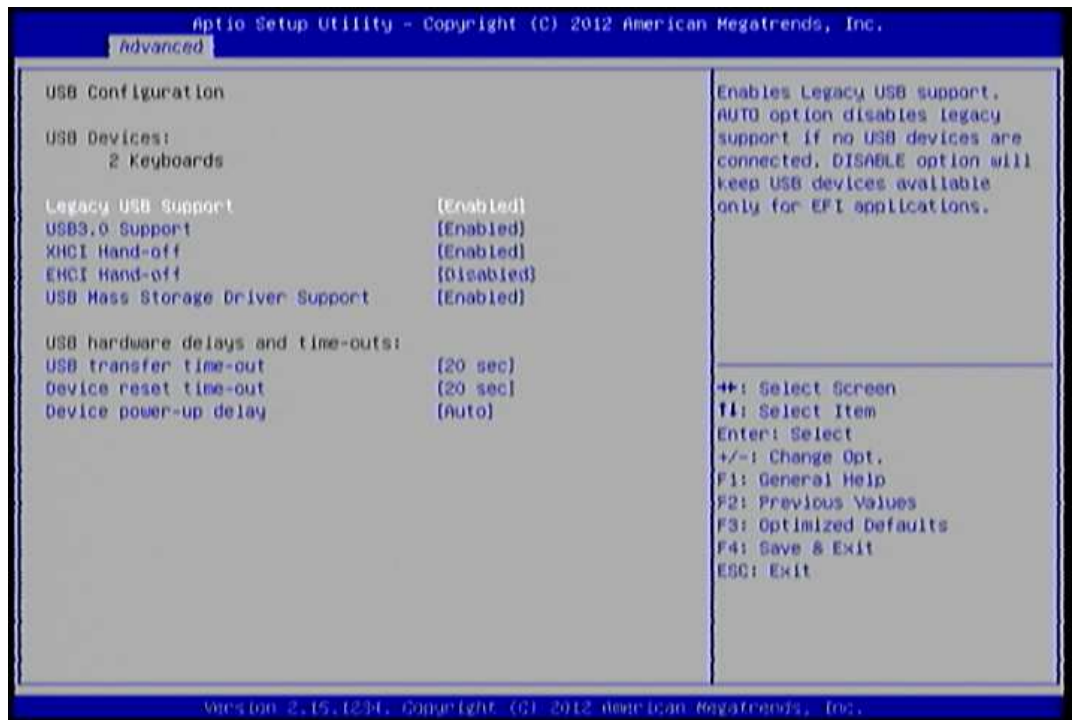 Aptio Setup Utility - Copyright (C) 2012 American Megatrends, Inc.
Advanced
USB Configuration
USB Devices:
2 Keyboards
Legacy USB Support [Enabled]
USB3.0 Support [Enabled]
XHCI Hand-off [Enabled]
EHCI Hand-off [Disabled]
USB Mass Storage Driver Support [Enabled]
USB hardware delays and time-outs:
USB transfer time-out [20 sec]
Device reset time-out [20 sec]
Device power-up delay [Auto]
Enables Legacy USB support.
AUTO option disables legacy
support if no USB devices are
connected. DISABLE option will
keep USB devices available
only for EFI applications.
→←: Select Screen
↑↓: Select Item
Enter: Select
+/-: Change Opt.
F1: General Help
F2: Previous Values
F3: Optimized Defaults
F4: Save & Exit
ESC: Exit
Version 2.15.1234. Copyright (C) 2012 American Megatrends, Inc.